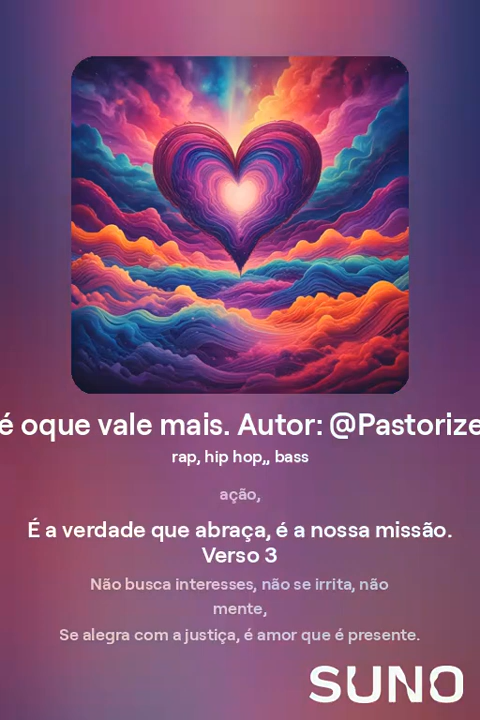 é oque vale mais. Autor: @Pastorize
rap, hip hop,, bass
ação,
É a verdade que abraça, é a nossa missão.
Verso 3
Não busca interesses, não se irrita, não
mente,
Se alegra com a justiça, é amor que é presente.
SUNO